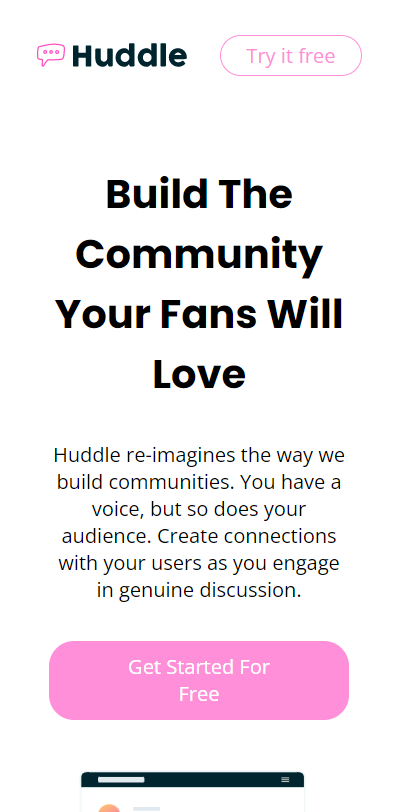 Huddle
Try it free
Build The
Community
Your Fans Will
Love
Huddle re-imagines the way we
build communities. You have a
voice, but so does your
audience. Create connections
with your users as you engage
in genuine discussion.
Get Started For
Free